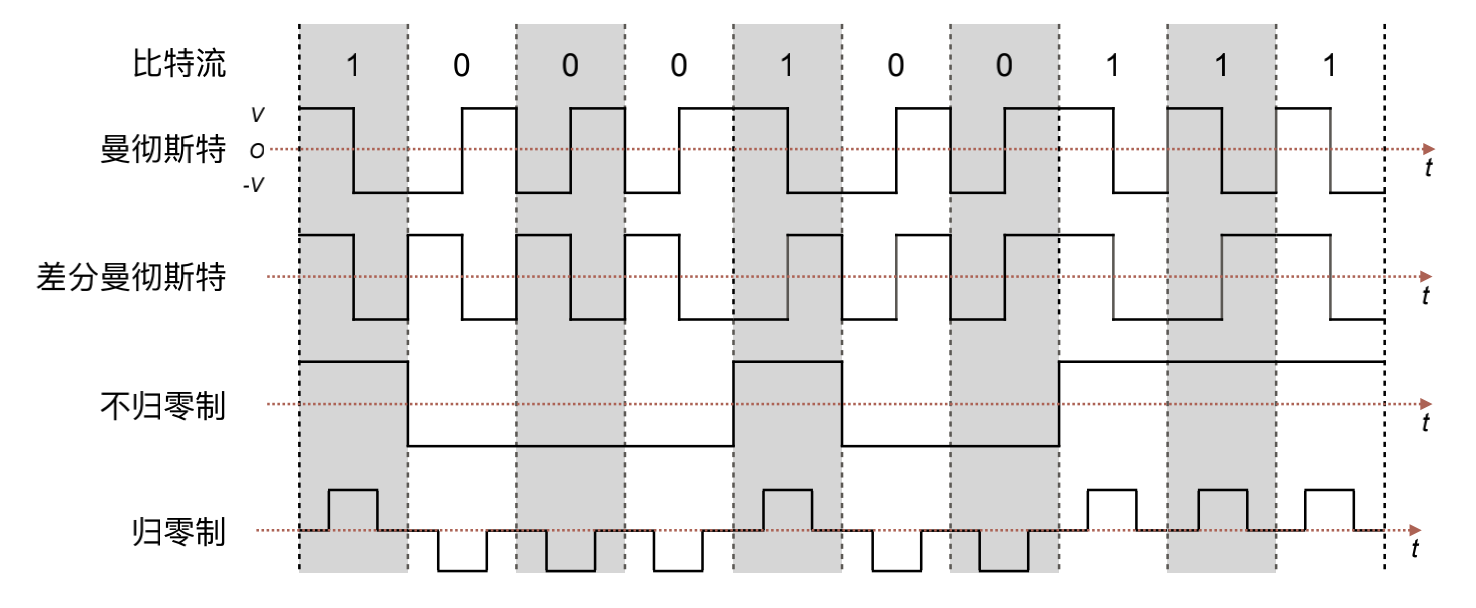 比特流 1 0 0 0 1 0 0 1 1 1
V
曼彻斯特 O
-V
t
差分曼彻斯特
t
不归零制
t
归零制
t